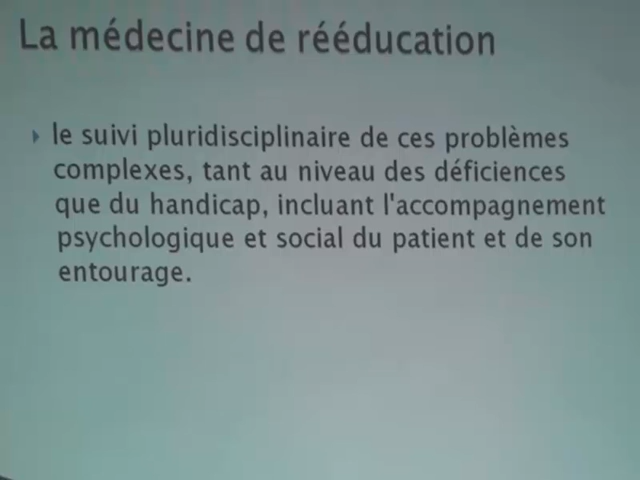 La médecine de rééducation
le suivi pluridisciplinaire de ces problèmes
complexes, tant au niveau des déficiences
que du handicap, incluant l'accompagnement
psychologique et social du patient et de son
entourage.